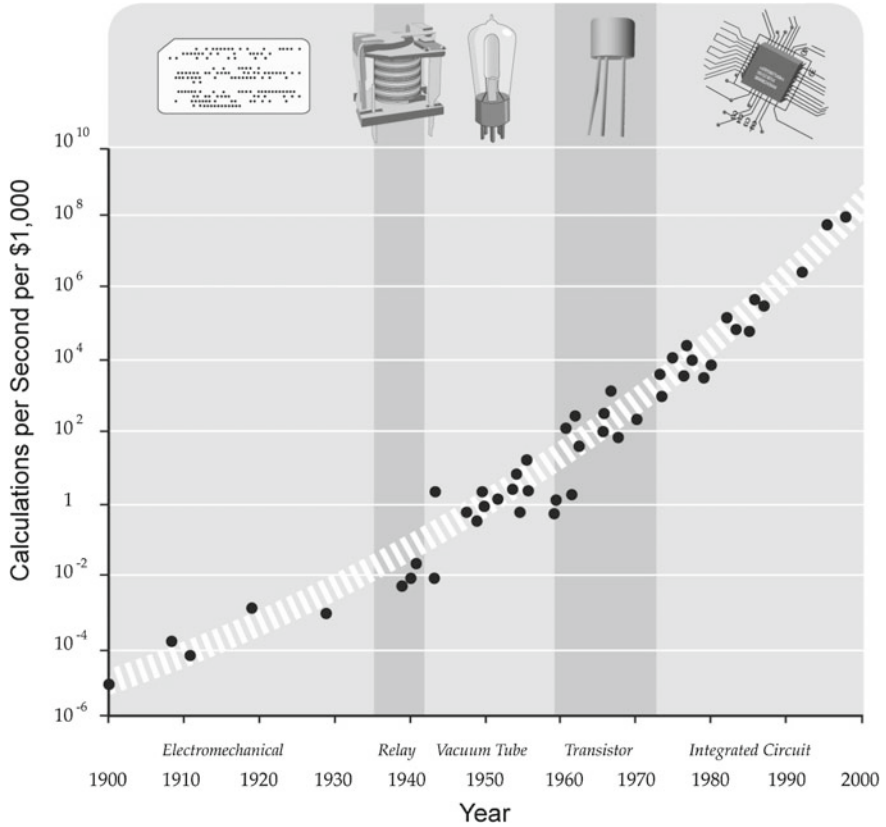 10 10
10 8
10 6
10 4
10 2
1
10 -2
10 -4
10 -6
Calculations per Second per $1,000
Electromechanical Relay Vacuum Tube Transistor Integrated Circuit
1900 1910 1920 1930 1940 1950 1960 1970 1980 1990 2000
Year